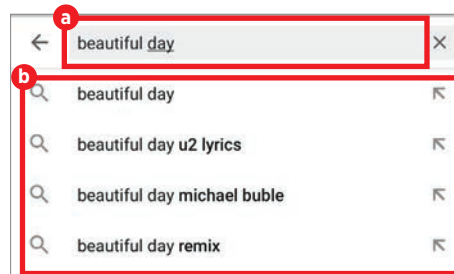 a
beautiful day
b
beautiful day
beautiful day u2 lyrics
beautiful day michael buble
beautiful day remix